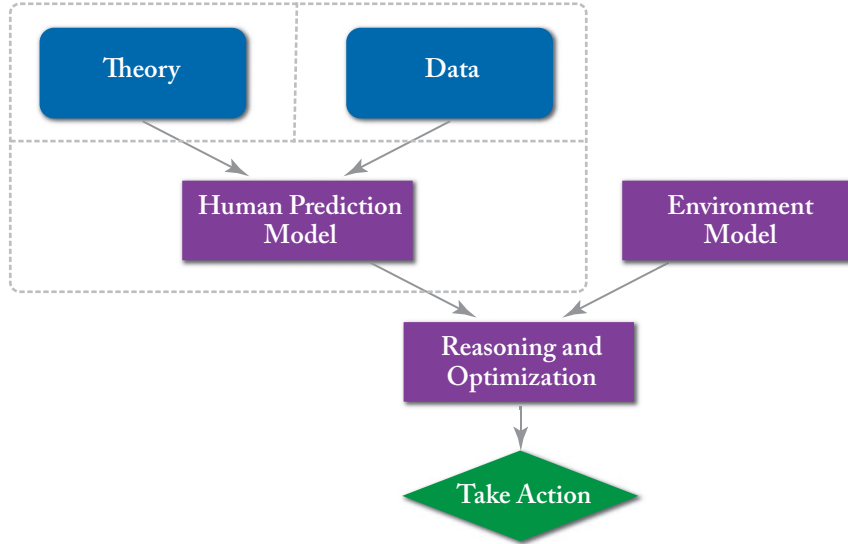 Theory
Data
Human Prediction
Model
Environment
Model
Reasoning and
Optimization
Take Action